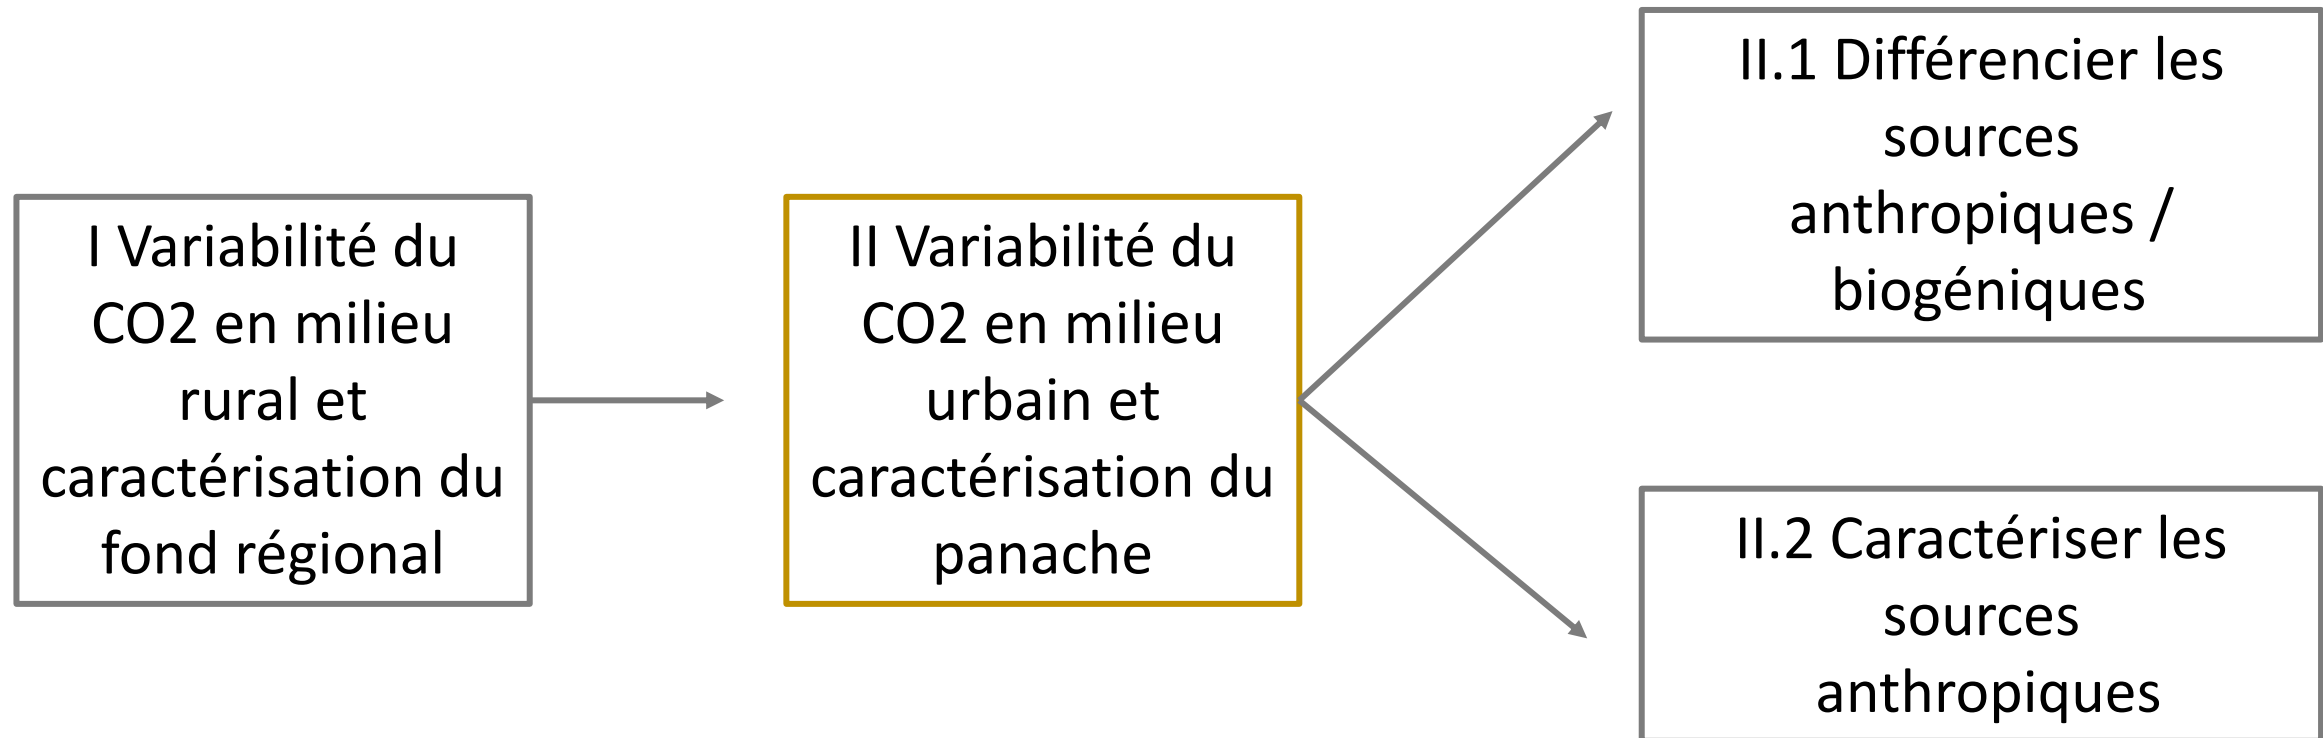 I Variabilité du
CO2 en milieu
rural et
caractérisation du
fond régional
II Variabilité du
CO2 en milieu
urbain et
caractérisation du
panache
II.1 Différencier les
sources
anthropiques /
biogéniques
II.2 Caractériser les
sources
anthropiques